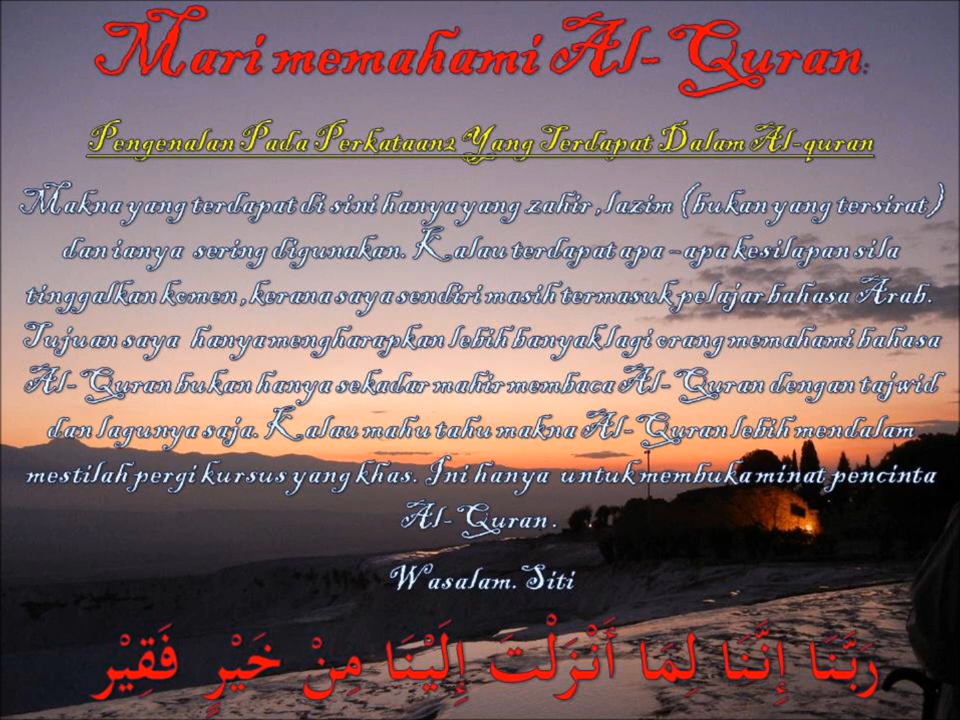 Mari memahami Al- Quran:
Pengenalan Pada Perkataan2 Yang Terdapat Dalam Al-quran
Makna yang terdapat di sini hanya yang zahir , lazim (bukan yang tersirat)
dan ianya sering digunakan. Kalau terdapat apa –apa kesilapan sila
tinggalkan komen , kerana saya sendiri masih termasuk pelajar bahasa Arab.
Tujuan saya hanya mengharapkan lebih banyak lagi orang memahami bahasa
Al- Quran bukan hanya sekadar mahir membaca Al- Quran dengan tajwid
dan lagunya saja. Kalau mahu tahu makna Al- Quran lebih mendalam
mestilah pergi kursus yang khas. Ini hanya untuk membuka minat pencinta
Al- Quran .
Wasalam. Siti
رَبَّنَا إِنَّنَا لِمَا أَنْزَلْتَ إِلَيْنَا مِنْ خَيْرٍ فَقِيْر